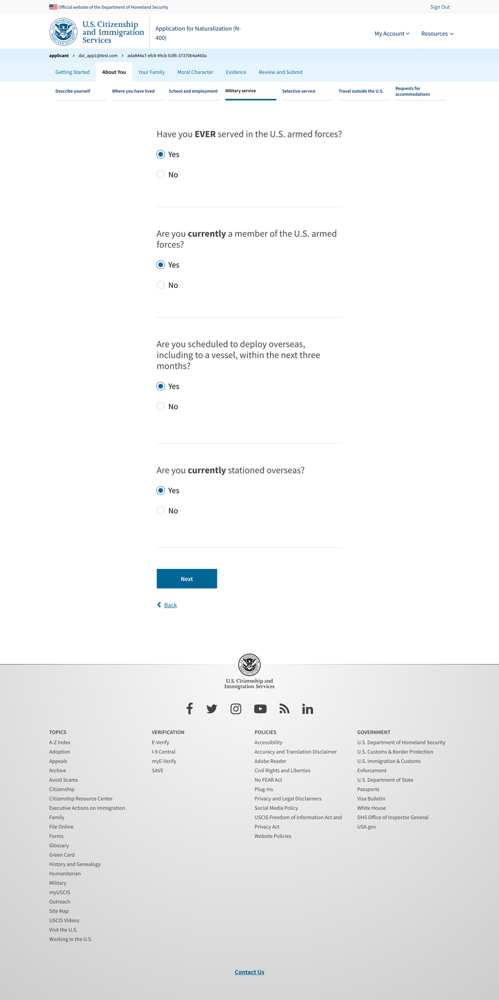 Official website of the Department of Homeland Security
Sign Out
U.S. Citizenship
and Immigration
Services
Application for Naturalization (N-
400)
My Account
Resources
applicant > dai_app1@test.com > ada844a7-efc8-49cb-b3f6-37370b4a460a
Getting Started
About You
Your Family
Moral Character
Evidence
Review and Submit
Describe yourself
Where you have lived
School and employment
Military service
Selective service
Travel outside the U.S.
Requests for
accommodations
Have you EVER served in the U.S. armed forces?
Yes
No
Are you currently a member of the U.S. armed
forces?
Yes
No
Are you scheduled to deploy overseas,
including to a vessel, within the next three
months?
Yes
No
Are you currently stationed overseas?
Yes
No
Next
Back
U.S. DEPARTMENT OF HOMELAND SECURITY
U.S. Citizenship and
Immigration Services
TOPICS
A-Z Index
Adoption
Appeals
Archive
Avoid Scams
Citizenship
Citizenship Resource Center
Executive Actions on Immigration
Family
File Online
Forms
Glossary
Green Card
History and Genealogy
Humanitarian
Military
myUSCIS
Outreach
Site Map
USCIS Videos
Visit the U.S.
Working in the U.S.
VERIFICATION
E-Verify
I-9 Central
myE-Verify
SAVE
POLICIES
Accessibility
Accuracy and Translation Disclaimer
Adobe Reader
Civil Rights and Liberties
No FEAR Act
Plug-ins
Privacy and Legal Disclaimers
Social Media Policy
USCIS Freedom of Information Act and
Privacy Act
Website Policies
GOVERNMENT
U.S. Department of Homeland Security
U.S. Customs & Border Protection
U.S. Immigration & Customs
Enforcement
U.S. Department of State
Passports
Visa Bulletin
White House
DHS Office of Inspector General
USA.gov
Contact Us